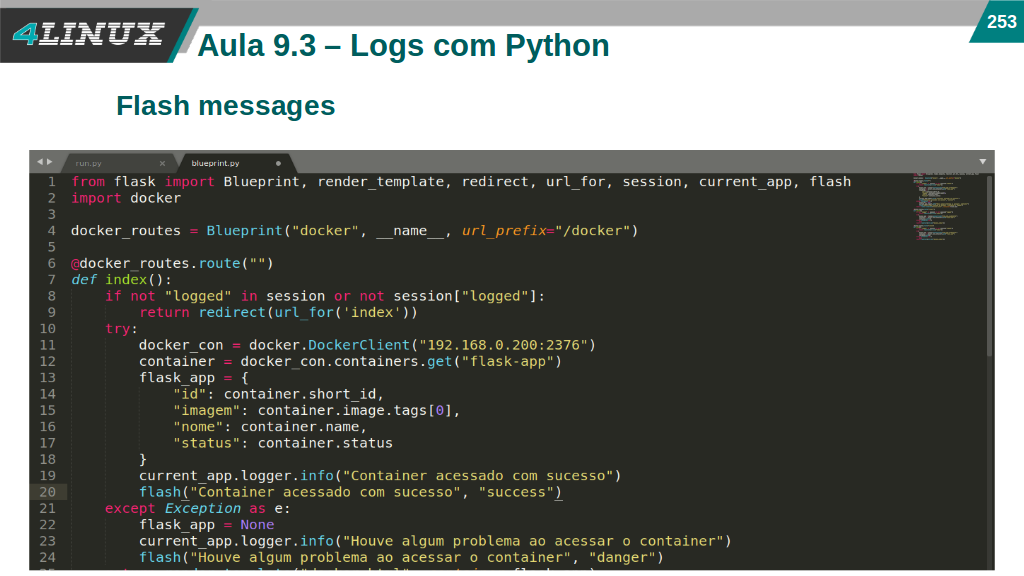 4LINUX
253
Aula 9.3 – Logs com Python
Flash messages
run.py
blueprint.py
1 from flask import Blueprint, render_template, redirect, url_for, session, current_app, flash
2 import docker
3
4 docker_routes = Blueprint("docker", __name__, url_prefix="/docker")
5
6 @docker_routes.route("")
7 def index():
8     if not "logged" in session or not session["logged"]:
9         return redirect(url_for('index'))
10     try:
11         docker_con = docker.DockerClient("192.168.0.200:2376")
12         container = docker_con.containers.get("flask-app")
13         flask_app = {
14             "id": container.short_id,
15             "imagem": container.image.tags[0],
16             "nome": container.name,
17             "status": container.status
18         }
19         current_app.logger.info("Container acessado com sucesso")
20         flash("Container acessado com sucesso", "success")
21     except Exception as e:
22         flask_app = None
23         current_app.logger.info("Houve algum problema ao acessar o container")
24         flash("Houve algum problema ao acessar o container", "danger")